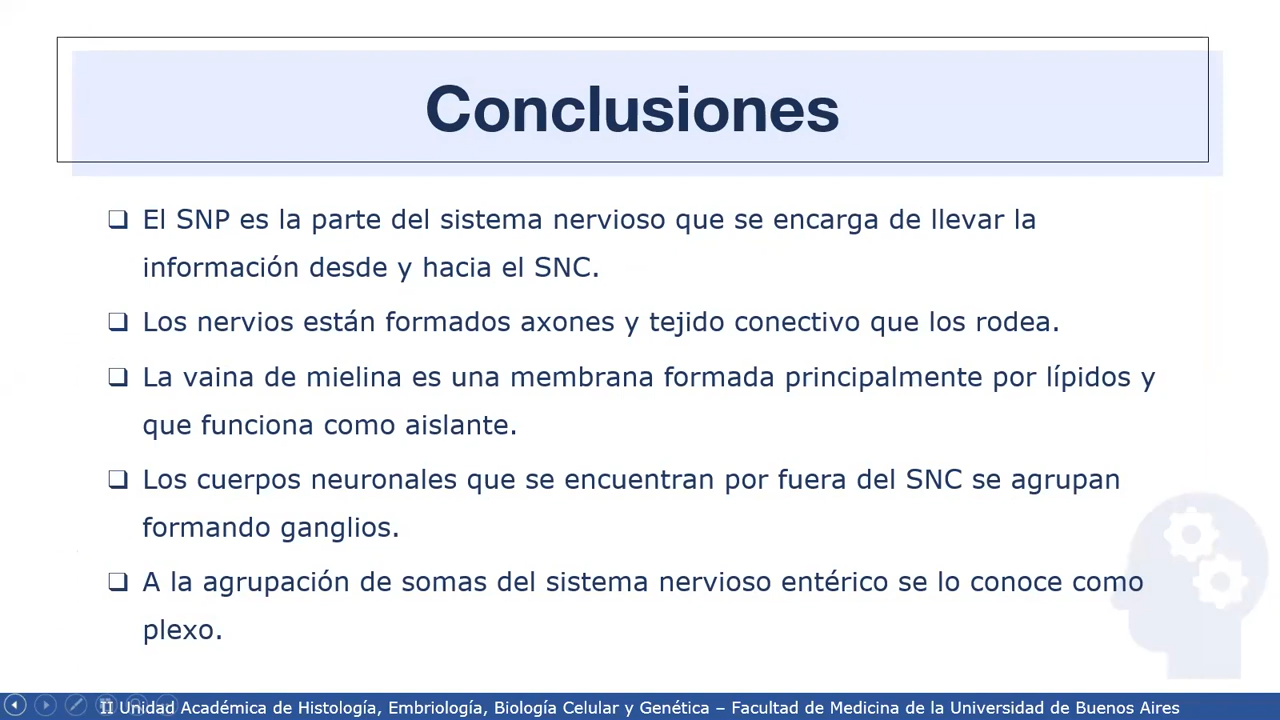 Conclusiones
❑ El SNP es la parte del sistema nervioso que se encarga de llevar la
información desde y hacia el SNC.
❑ Los nervios están formados axones y tejido conectivo que los rodea.
❑ La vaina de mielina es una membrana formada principalmente por lípidos y
que funciona como aislante.
❑ Los cuerpos neuronales que se encuentran por fuera del SNC se agrupan
formando ganglios.
❑ A la agrupación de somas del sistema nervioso entérico se lo conoce como
plexo.
II Unidad Académica de Histología, Embriología, Biología Celular y Genética – Facultad de Medicina de la Universidad de Buenos Aires